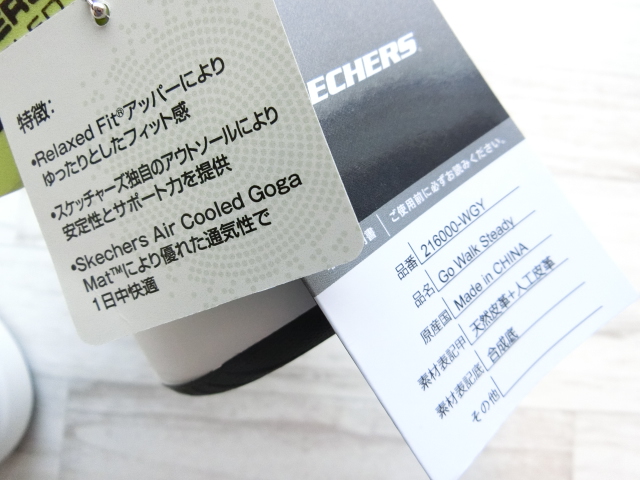 特徴:
•Relaxed Fit®アッパーにより
ゆったりとしたフィット感
•スケッチャーズ独自のアウトソールにより
安定性とサポート力を提供
•Skechers Air Cooled Goga
Mat™により優れた通気性で
1日中快適
ECHERS
書 ご使用前に必ずお読みください。
品番 216000-WGY
品名 Go Walk Steady
原産国 Made in CHINA
素材表記甲 天然皮革+人工皮革
素材表記底 合成底
その他